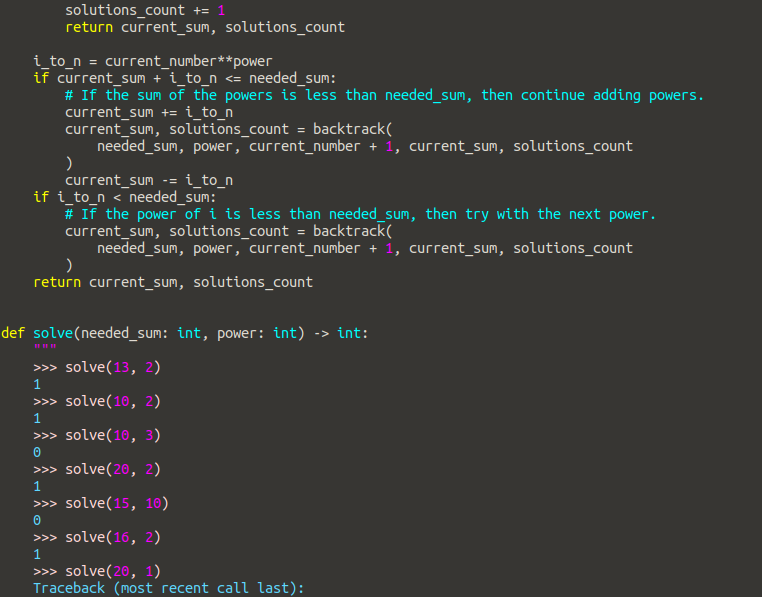 solutions_count += 1
        return current_sum, solutions_count

    i_to_n = current_number**power
    if current_sum + i_to_n <= needed_sum:
        # If the sum of the powers is less than needed_sum, then continue adding powers.
        current_sum += i_to_n
        current_sum, solutions_count = backtrack(
            needed_sum, power, current_number + 1, current_sum, solutions_count
        )
        current_sum -= i_to_n
    if i_to_n < needed_sum:
        # If the power of i is less than needed_sum, then try with the next power.
        current_sum, solutions_count = backtrack(
            needed_sum, power, current_number + 1, current_sum, solutions_count
        )
    return current_sum, solutions_count


def solve(needed_sum: int, power: int) -> int:
    """
    >>> solve(13, 2)
    1
    >>> solve(10, 2)
    1
    >>> solve(10, 3)
    0
    >>> solve(20, 2)
    1
    >>> solve(15, 10)
    0
    >>> solve(16, 2)
    1
    >>> solve(20, 1)
    Traceback (most recent call last):